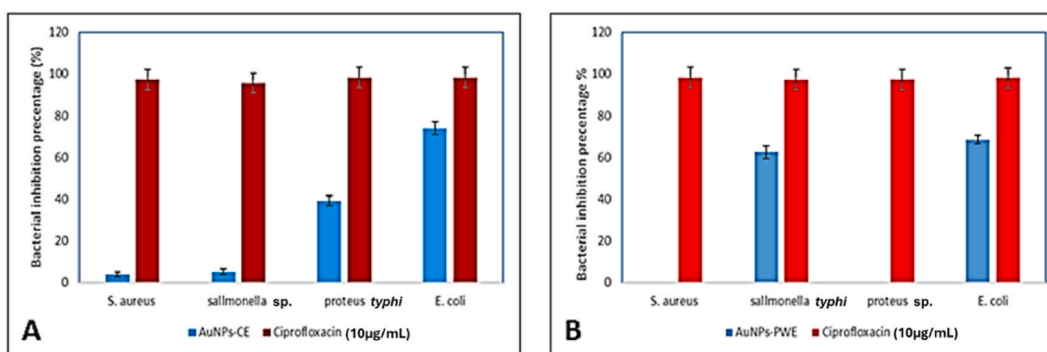 Bacterial inhibition precentage (%)
120
100
80
60
40
20
0
S. aureus sallmonella sp. proteus typhi E. coli
A AuNPs-CE Ciprofloxacin (10µg/mL)
Bacterial inhibition precentage %
120
100
80
60
40
20
0
S. aureus sallmonella typhi proteus sp. E. coli
B AuNPs-PWE Ciprofloxacin (10µg/mL)